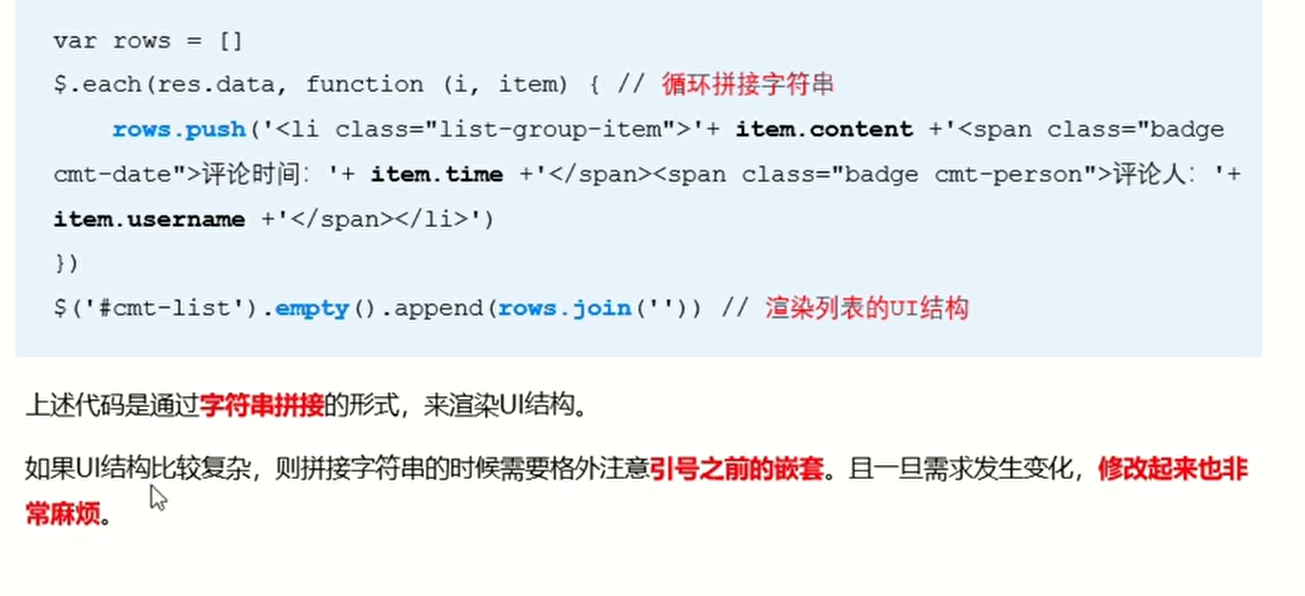 var rows = []
$.each(res.data, function (i, item) { // 循环拼接字符串
rows.push('<li class="list-group-item">'+ item.content +'<span class="badge
cmt-date">评论时间：'+ item.time +'</span><span class="badge cmt-person">评论人：'+
item.username +'</span></li>')
})
$('#cmt-list').empty().append(rows.join('')) // 渲染列表的UI结构
上述代码是通过字符串拼接的形式，来渲染UI结构。
如果UI结构比较复杂，则拼接字符串的时候需要格外注意引号之前的嵌套。且一旦需求发生变化，修改起来也非
常麻烦。